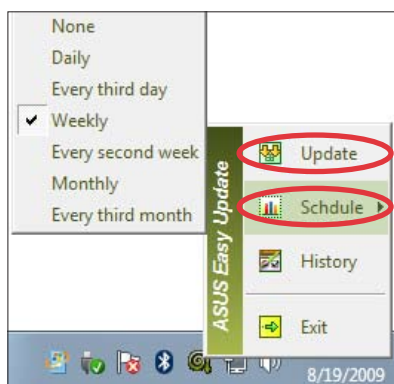 None
Daily
Every third day
Weekly
Every second week
Monthly
Every third month
ASUS Easy Update
Update
Schdule
History
Exit
8/19/2009